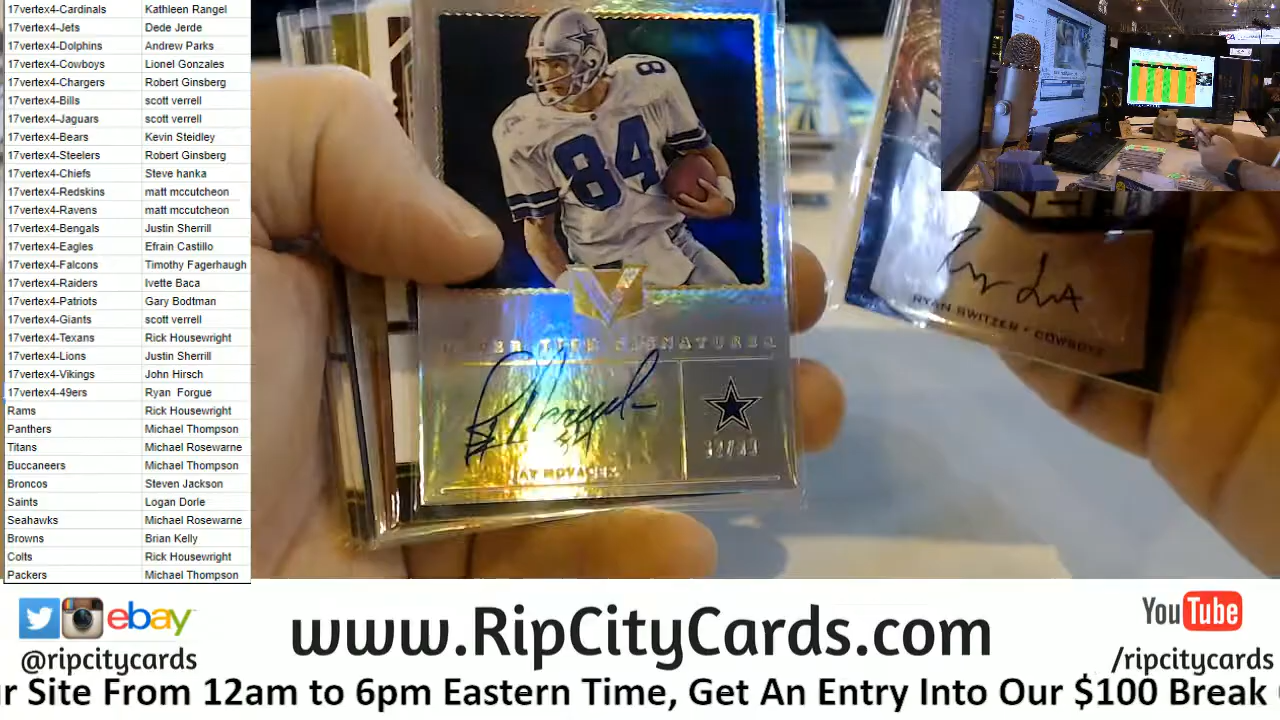 17vertex4-Cardinals Kathleen Rangel
17vertex4-Jets Dede Jerde
17vertex4-Dolphins Andrew Parks
17vertex4-Cowboys Lionel Gonzales
17vertex4-Chargers Robert Ginsberg
17vertex4-Bills scott verrell
17vertex4-Jaguars scott verrell
17vertex4-Bears Kevin Steidley
17vertex4-Steelers Robert Ginsberg
17vertex4-Chiefs Steve hanka
17vertex4-Redskins matt mccutcheon
17vertex4-Ravens matt mccutcheon
17vertex4-Bengals Justin Sherrill
17vertex4-Eagles Efrain Castillo
17vertex4-Falcons Timothy Fagerhaugh
17vertex4-Raiders Ivette Baca
17vertex4-Patriots Gary Bodtman
17vertex4-Giants scott verrell
17vertex4-Texans Rick Housewright
17vertex4-Lions Justin Sherrill
17vertex4-Vikings John Hirsch
17vertex4-49ers Ryan Forgue
Rams Rick Housewright
Panthers Michael Thompson
Titans Michael Rosewarne
Buccaneers Michael Thompson
Broncos Steven Jackson
Saints Logan Dorle
Seahawks Michael Rosewarne
Browns Brian Kelly
Colts Rick Housewright
Packers Michael Thompson
84
8
SIGNATURES
JAY NOVACEK
RYAN SWITZER • COWBOYS
ebay
@ripcitycards
www.RipCityCards.com
YouTube
/ripcitycards
Site From 12am to 6pm Eastern Time, Get An Entry Into Our $100 Break